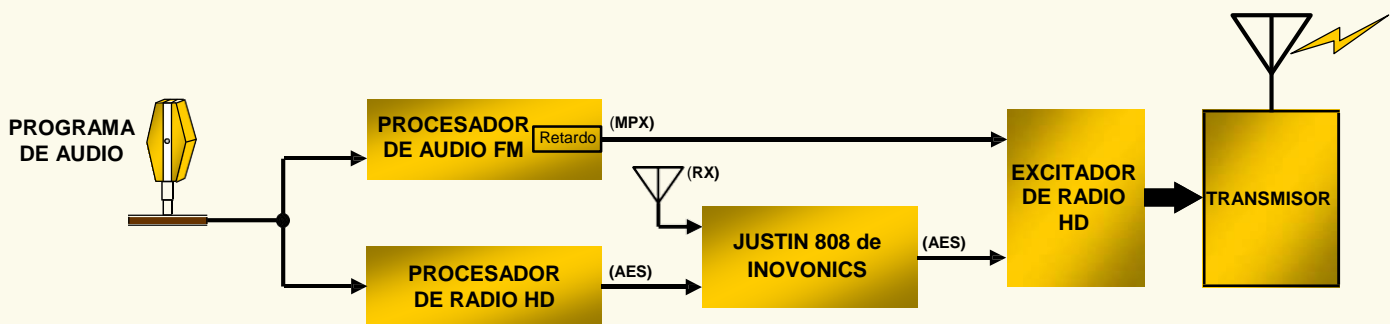 PROGRAMA
DE AUDIO
PROCESADOR
DE AUDIO FM
Retardo
(MPX)
(RX)
PROCESADOR
DE RADIO HD
(AES)
JUSTIN 808 de
INOVONICS
(AES)
EXCITADOR
DE RADIO
HD
TRANSMISOR